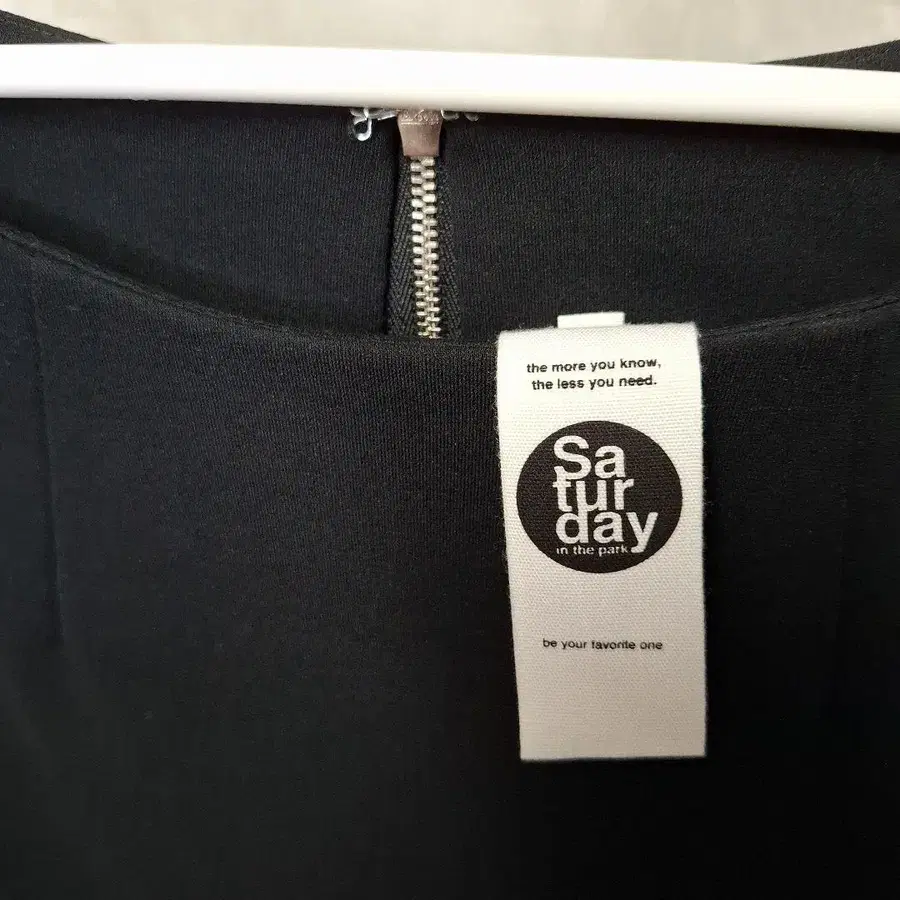 the more you know,
the less you need.
Sa
tur
day
in the park
be your favorite one